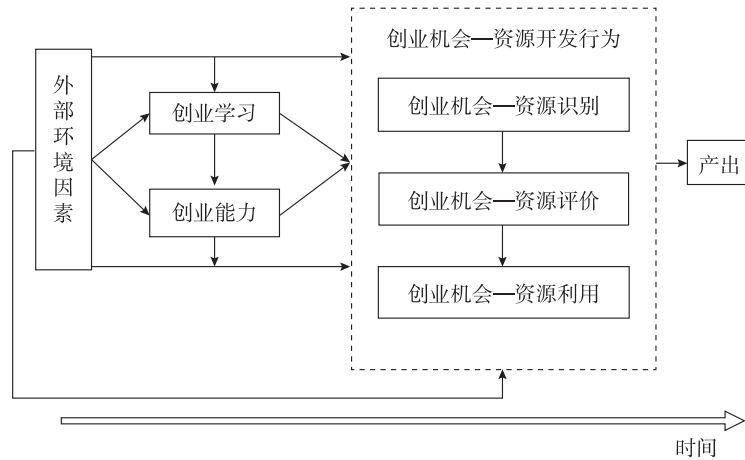 外部环境因素
创业学习
创业能力
创业机会—资源开发行为
创业机会—资源识别
创业机会—资源评价
创业机会—资源利用
产出
时间